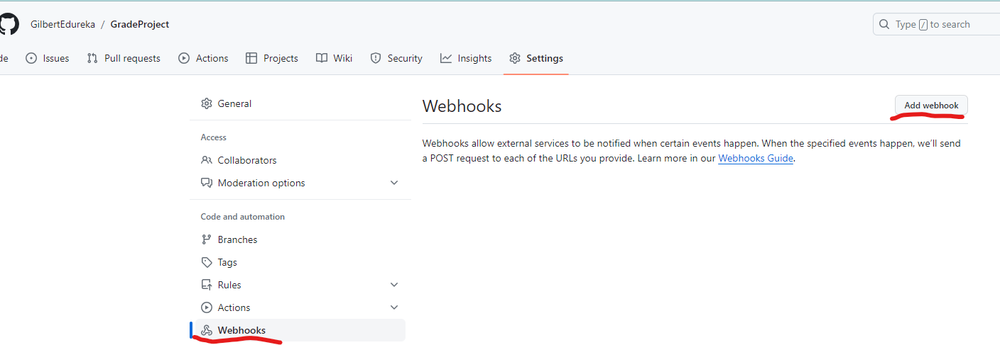 GilbertEdureka / GradeProject
Type / to search
de Issues Pull requests Actions Projects Wiki Security Insights Settings
General
Access
Collaborators
Moderation options
Code and automation
Branches
Tags
Rules
Actions
Webhooks
Webhooks
Add webhook
Webhooks allow external services to be notified when certain events happen. When the specified events happen, we’ll send
a POST request to each of the URLs you provide. Learn more in our Webhooks Guide.